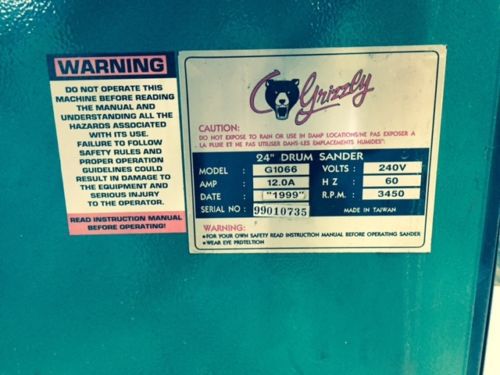 WARNING
DO NOT OPERATE THIS
MACHINE BEFORE READING
THE MANUAL AND
UNDERSTANDING ALL THE
HAZARDS ASSOCIATED
WITH ITS USE.
FAILURE TO FOLLOW
SAFETY RULES AND
PROPER OPERATION
GUIDELINES COULD
RESULT IN DAMAGE TO
THE EQUIPMENT AND
SERIOUS INJURY
TO THE OPERATOR.
READ INSTRUCTION MANUAL
BEFORE OPERATING!
Grizzly
CAUTION:
DO NOT EXPOSE TO RAIN OR USE IN DAMP LOCATIONS/NE PAS EXPOSER A
LA PLUIE ET NE PAS UTILISER DANS-LES EMPLACEMENTS HUMIDES"
24" DRUM SANDER
MODEL : G1066 VOLTS : 240V
AMP : 12.0A H Z : 60
DATE : ("1999") R.P.M. : 3450
SERIAL NO : 99010735 MADE IN TAIWAN
WARNING:
●FOR YOUR OWN SAFETY READ INSTRUCTION MANUAL BEFORE OPERATING SANDER
●WEAR EYE PRDTELTION